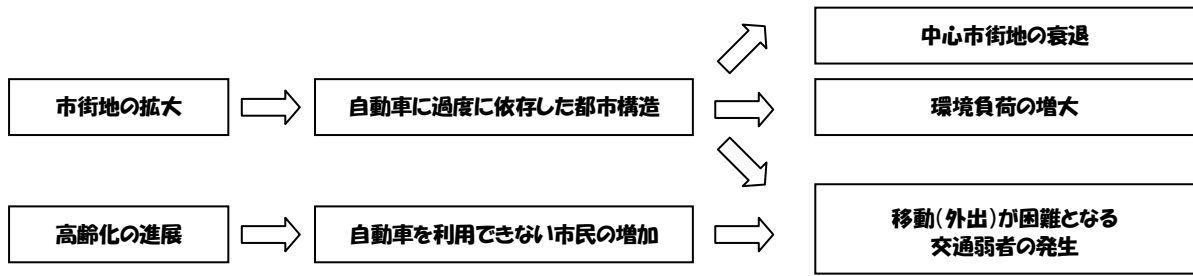 中心市街地の衰退
市街地の拡大
自動車に過度に依存した都市構造
環境負荷の増大
高齢化の進展
自動車を利用できない市民の増加
移動(外出)が困難となる
交通弱者の発生